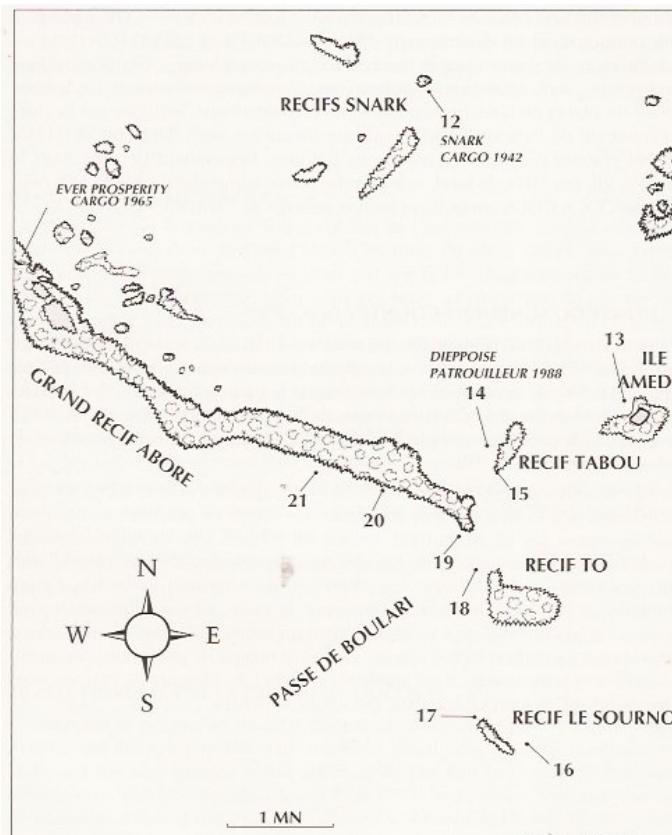 RECIFS SNARK
12
SNARK
CARGO 1942
EVER PROSPERITY
CARGO 1965
13
ILE
AMED
DIEPPOISE
PATROUILLEUR 1988
14
GRAND RECIF ABORE
RECIF TABOU
15
21
20
19
RECIF TO
18
N
W
E
S
PASSE DE BOULARI
17
RECIF LE SOURNO
16
1 MN